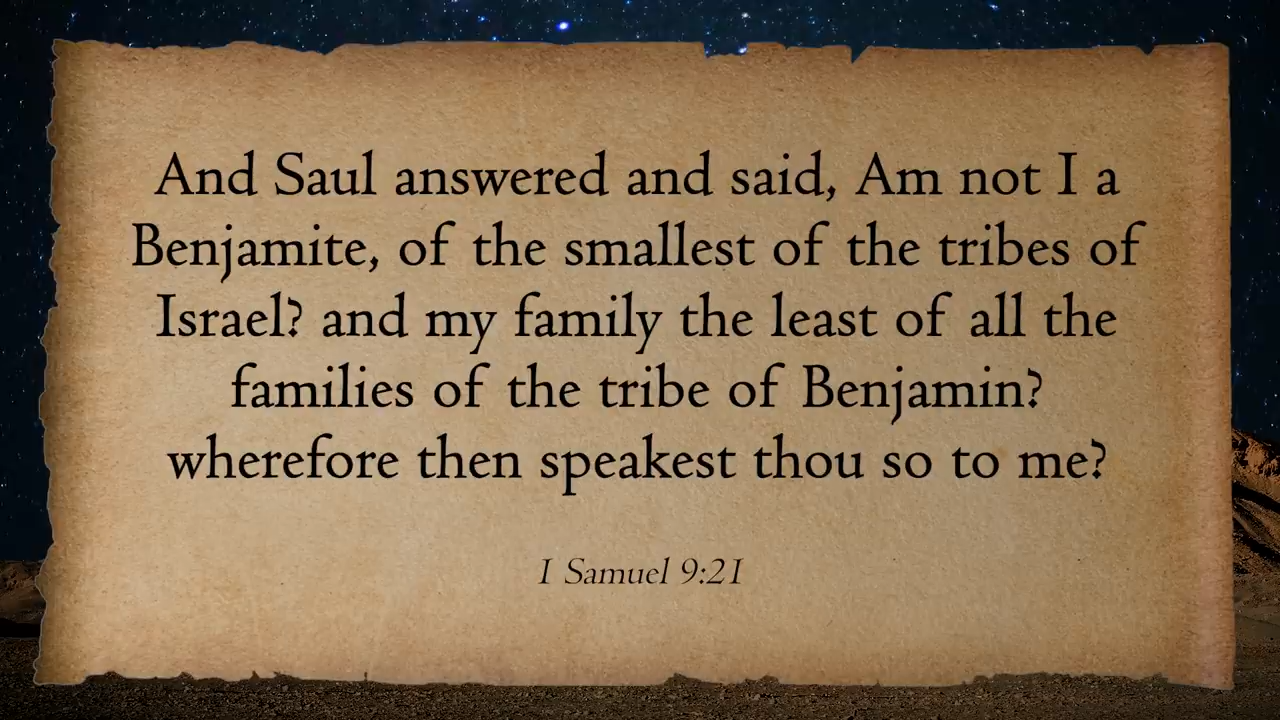 And Saul answered and said, Am not I a
Benjamite, of the smallest of the tribes of
Israel? and my family the least of all the
families of the tribe of Benjamin?
wherefore then speakest thou so to me?
1 Samuel 9:21